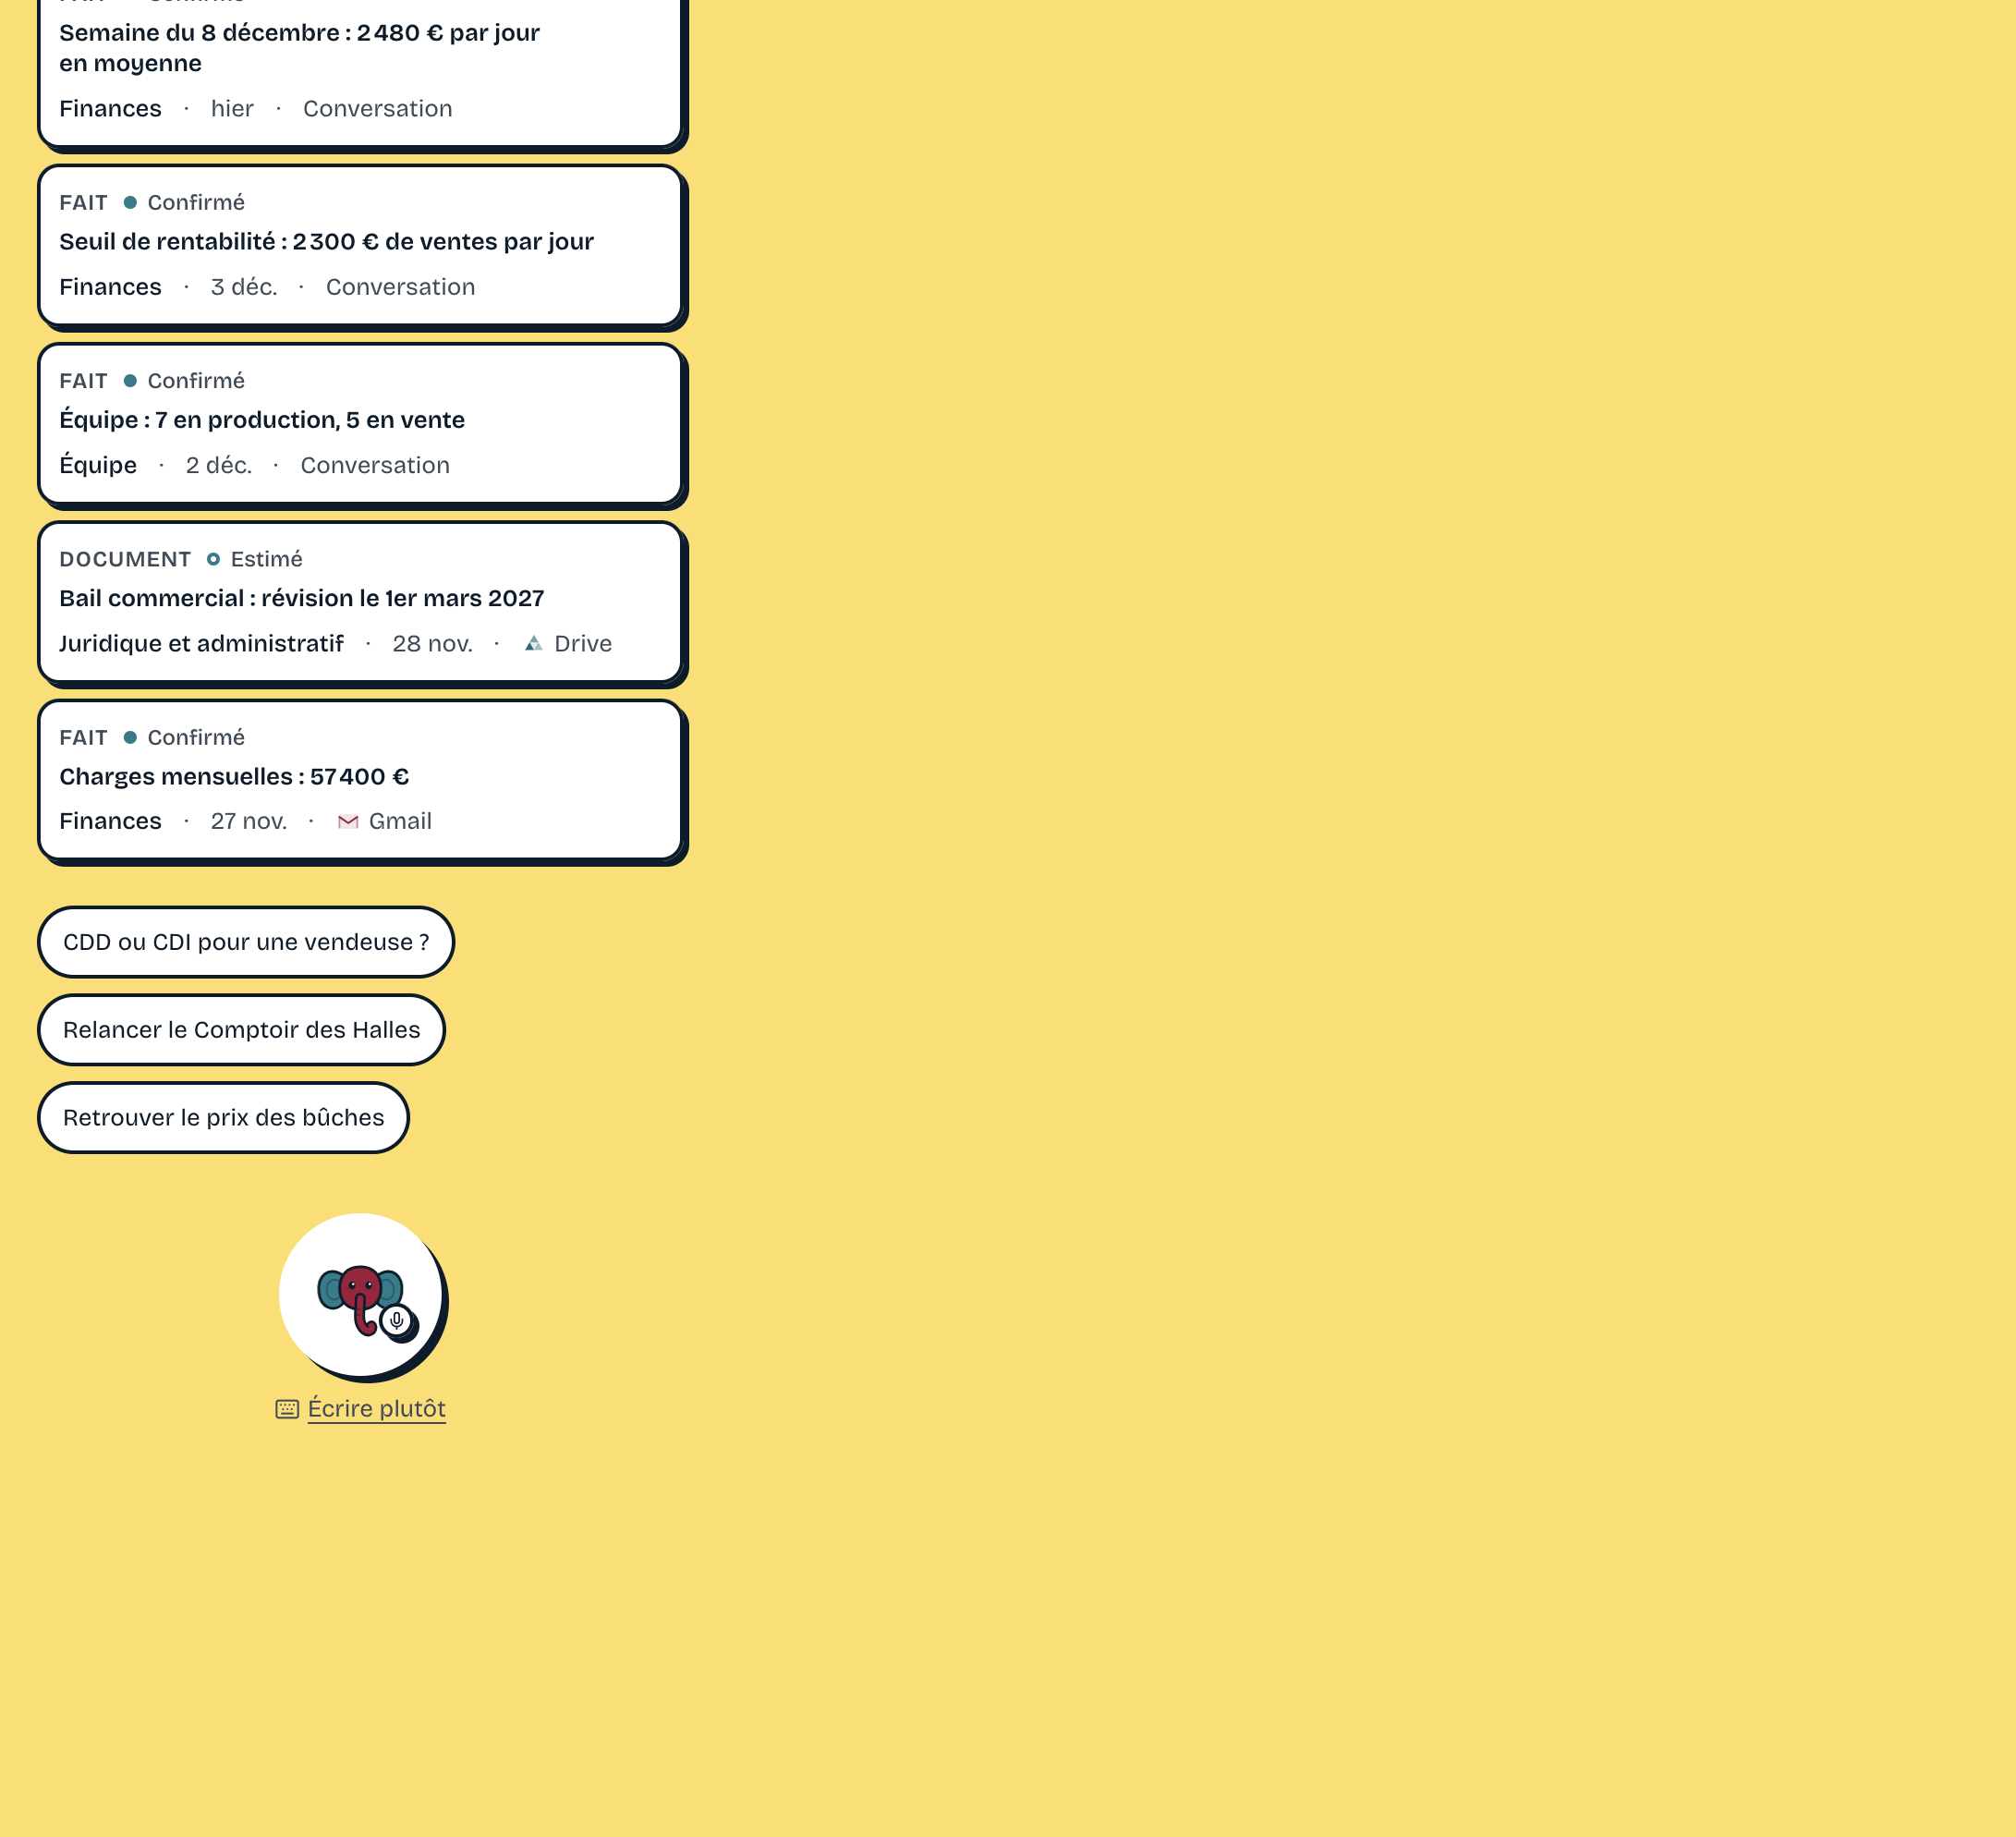 Semaine du 8 décembre : 2 480 € par jour
en moyenne
Finances · hier · Conversation
FAIT Confirmé
Seuil de rentabilité : 2 300 € de ventes par jour
Finances · 3 déc. · Conversation
FAIT Confirmé
Équipe : 7 en production, 5 en vente
Équipe · 2 déc. · Conversation
DOCUMENT Estimé
Bail commercial : révision le 1er mars 2027
Juridique et administratif · 28 nov. · Drive
FAIT Confirmé
Charges mensuelles : 57 400 €
Finances · 27 nov. · Gmail
CDD ou CDI pour une vendeuse ?
Relancer le Comptoir des Halles
Retrouver le prix des bûches
Écrire plutôt